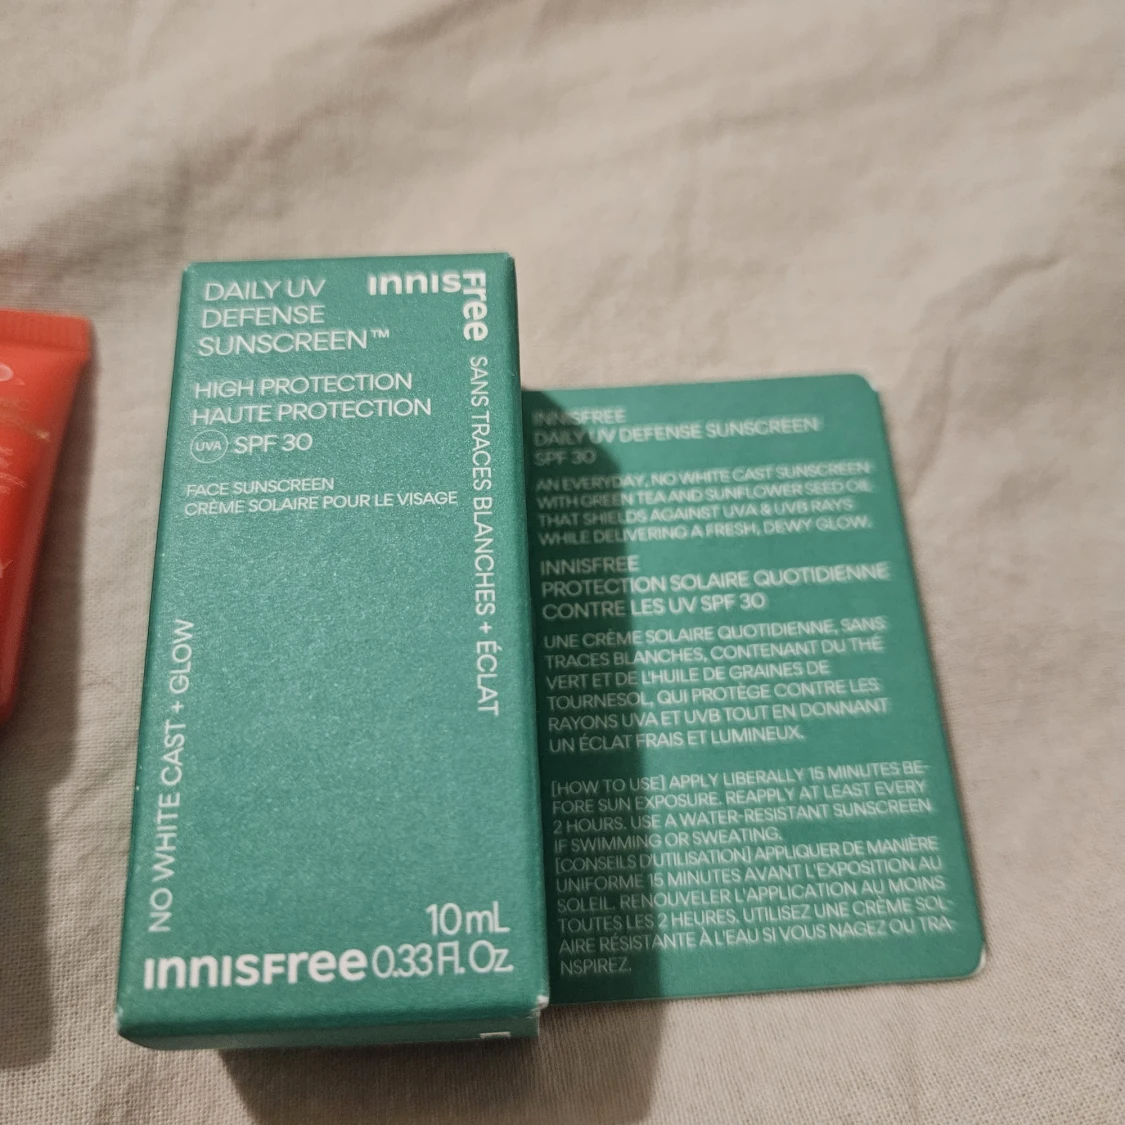 DAILY UV
DEFENSE
SUNSCREEN™
innisFree
HIGH PROTECTION
HAUTE PROTECTION
UVA SPF 30
FACE SUNSCREEN
CRÈME SOLAIRE POUR LE VISAGE
SANS TRACES BLANCHES + ÉCLAT
NO WHITE CAST + GLOW
10 mL
innisFree 0.33 Fl. Oz.
INNISFREE
DAILY UV DEFENSE SUNSCREEN
SPF 30
AN EVERYDAY, NO WHITE CAST SUNSCREEN
WITH GREEN TEA AND SUNFLOWER SEED OIL
THAT SHIELDS AGAINST UVA & UVB RAYS
WHILE DELIVERING A FRESH, DEWY GLOW.
INNISFREE
PROTECTION SOLAIRE QUOTIDIENNE
CONTRE LES UV SPF 30
UNE CRÈME SOLAIRE QUOTIDIENNE, SANS
TRACES BLANCHES, CONTENANT DU THÉ
VERT ET DE L'HUILE DE GRAINES DE
TOURNESOL, QUI PROTÈGE CONTRE LES
RAYONS UVA ET UVB TOUT EN DONNANT
UN ÉCLAT FRAIS ET LUMINEUX.
[HOW TO USE] APPLY LIBERALLY 15 MINUTES BE-
FORE SUN EXPOSURE. REAPPLY AT LEAST EVERY
2 HOURS. USE A WATER-RESISTANT SUNSCREEN
IF SWIMMING OR SWEATING.
[CONSEILS D'UTILISATION] APPLIQUER DE MANIÈRE
UNIFORME 15 MINUTES AVANT L'EXPOSITION AU
SOLEIL. RENOUVELER L'APPLICATION AU MOINS
TOUTES LES 2 HEURES. UTILISEZ UNE CRÈME SOL-
AIRE RÉSISTANTE À L'EAU SI VOUS NAGEZ OU TRA-
NSPIREZ.